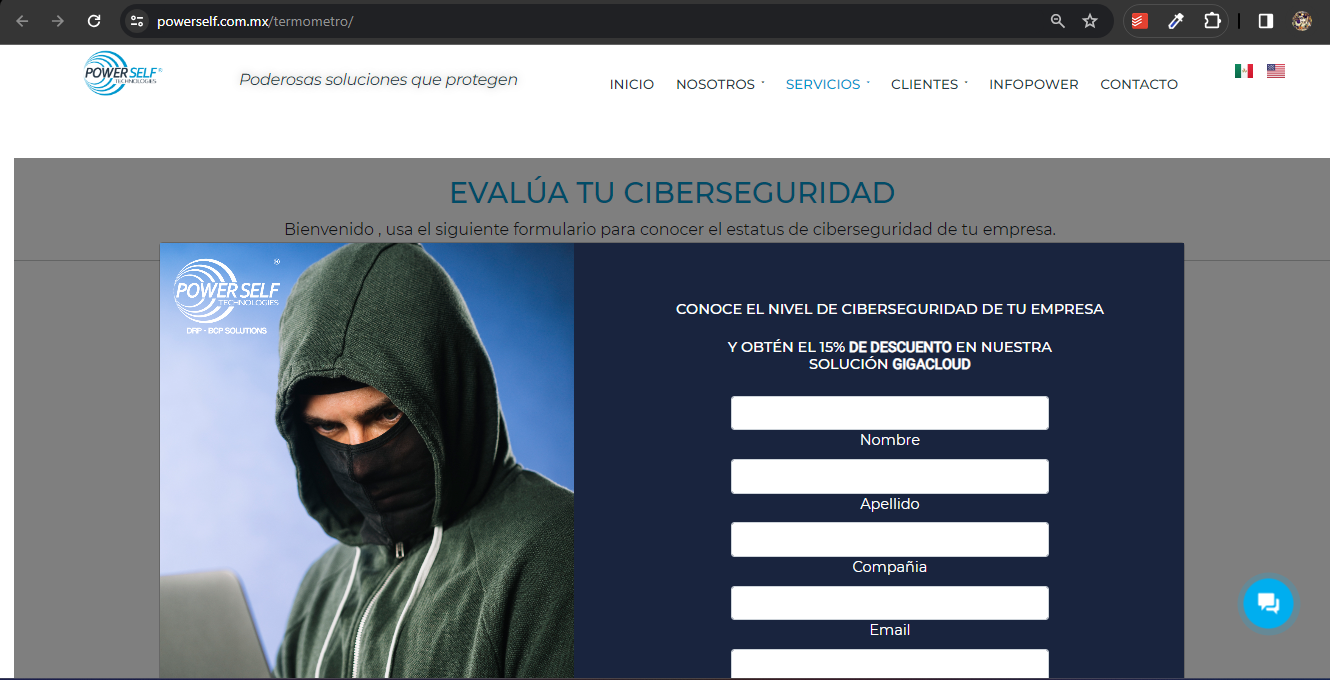 powerself.com.mx/termometro/
POWER SELF®
TECHNOLOGIES
Poderosas soluciones que protegen
INICIO NOSOTROS SERVICIOS CLIENTES INFOPOWER CONTACTO
EVALÚA TU CIBERSEGURIDAD
Bienvenido , usa el siguiente formulario para conocer el estatus de ciberseguridad de tu empresa.
POWER SELF®
TECHNOLOGIES
DRP - BCP SOLUTIONS
CONOCE EL NIVEL DE CIBERSEGURIDAD DE TU EMPRESA
Y OBTÉN EL 15% DE DESCUENTO EN NUESTRA
SOLUCIÓN GIGACLOUD
Nombre
Apellido
Compañia
Email